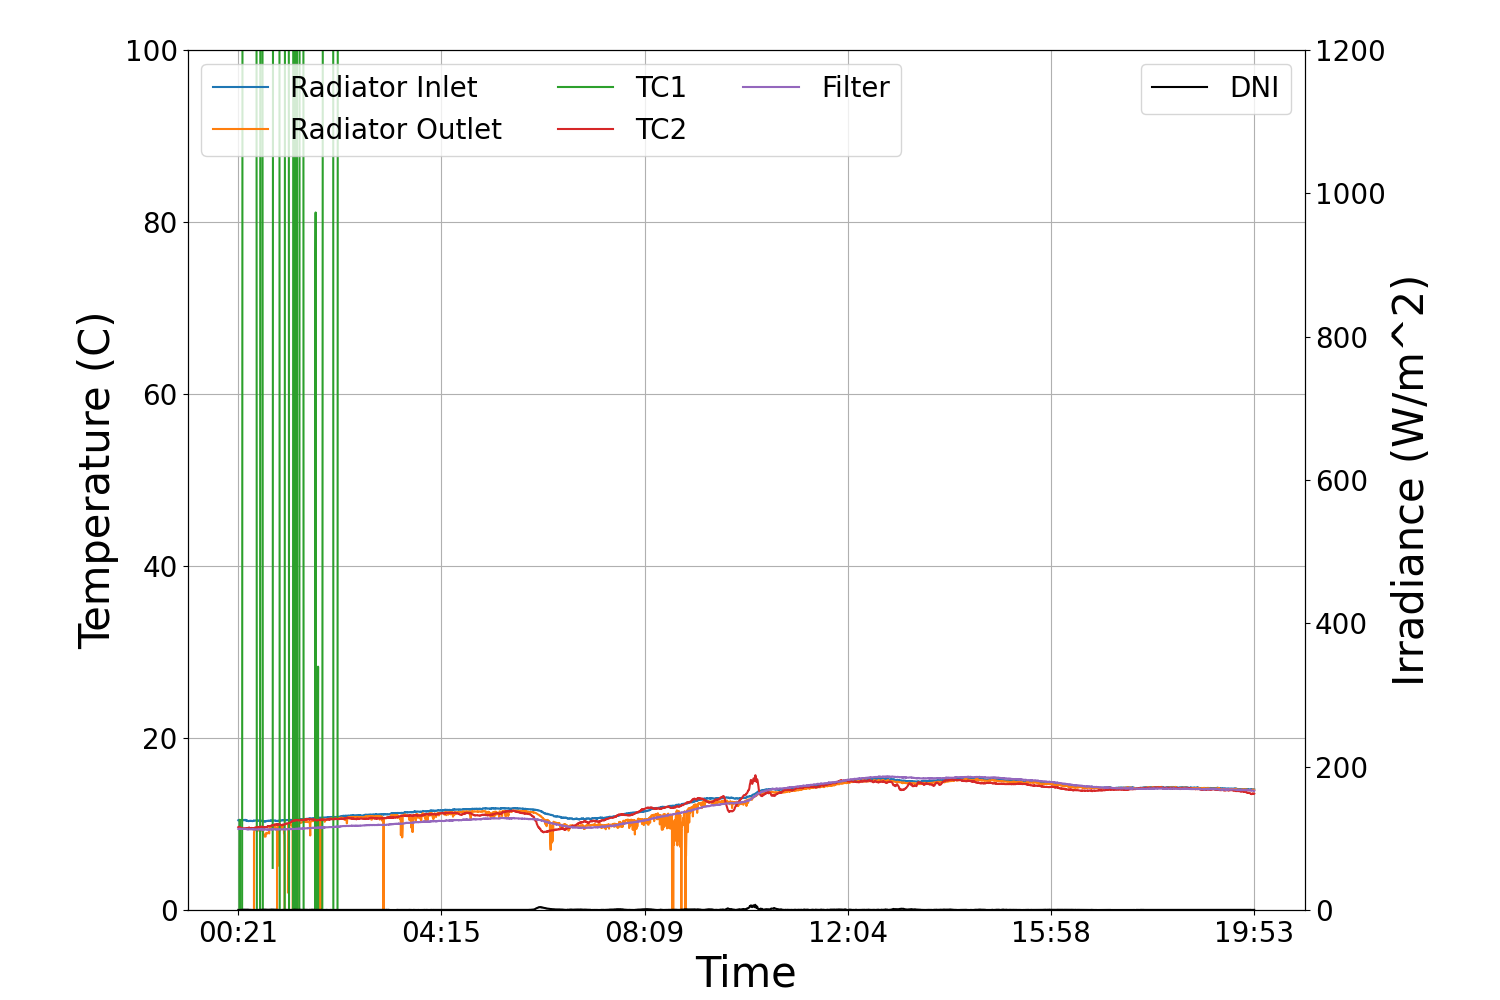 Radiator Inlet
Radiator Outlet
TC1
TC2
Filter
DNI
100
80
60
40
20
0
Temperature (C)
1200
1000
800
600
400
200
0
Irradiance (W/m^2)
00:21
04:15
08:09
12:04
15:58
19:53
Time